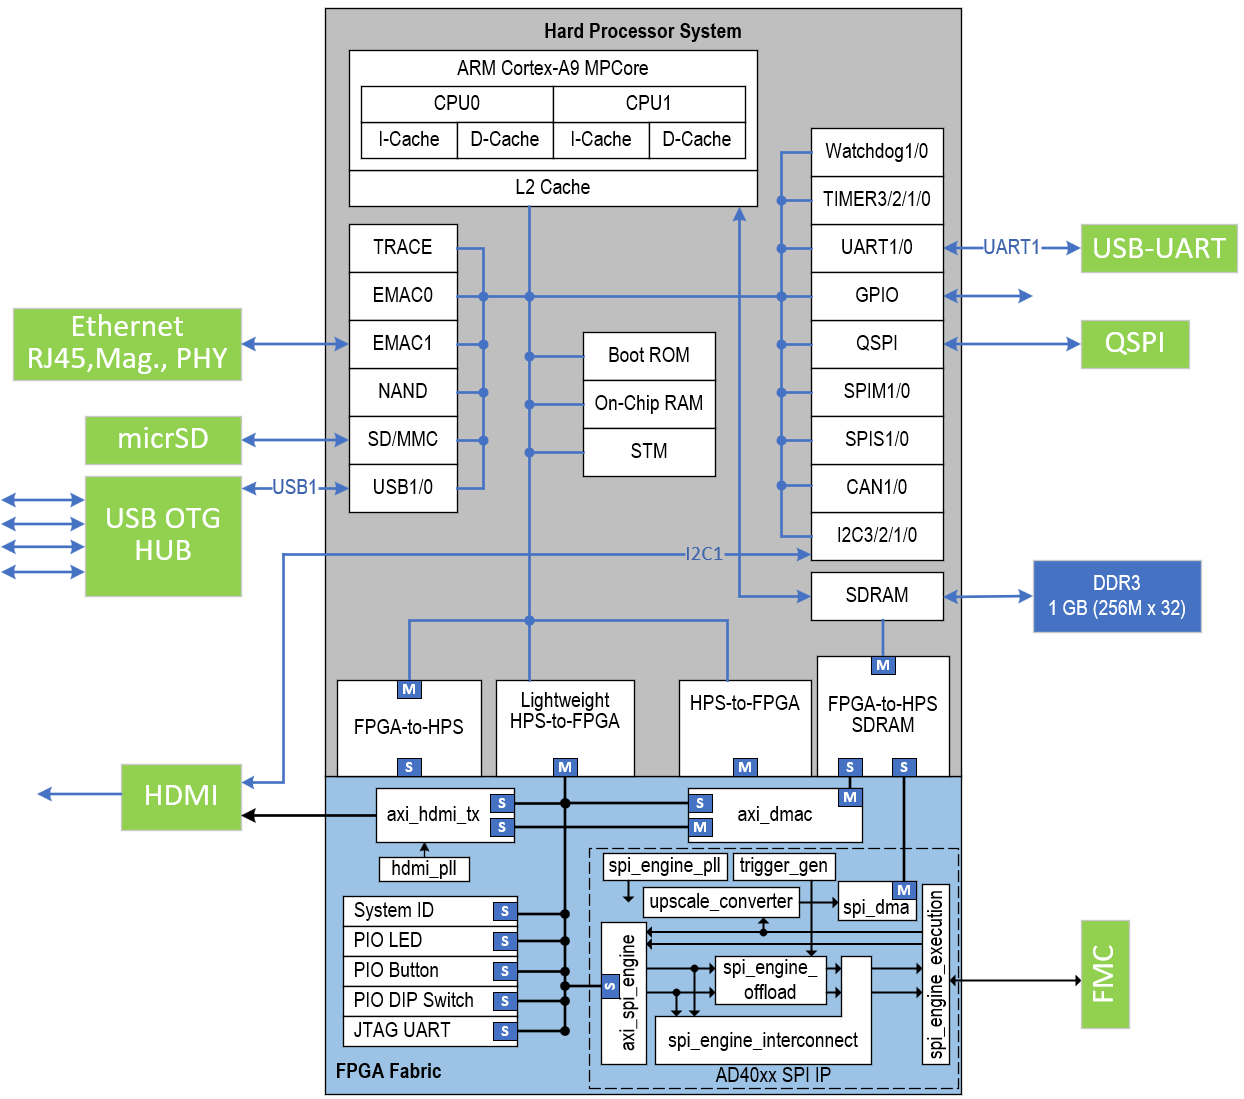 Hard Processor System
ARM Cortex-A9 MPCore
CPU0
CPU1
I-Cache
D-Cache
I-Cache
D-Cache
L2 Cache
TRACE
EMAC0
EMAC1
NAND
SD/MMC
USB1/0
Boot ROM
On-Chip RAM
STM
Watchdog1/0
TIMER3/2/1/0
UART1/0
GPIO
QSPI
SPIM1/0
SPIS1/0
CAN1/0
I2C3/2/1/0
SDRAM
UART1
USB-UART
QSPI
Ethernet
RJ45,Mag., PHY
micrSD
USB1
USB OTG
HUB
I2C1
DDR3
1 GB (256M x 32)
M
FPGA-to-HPS
S
Lightweight
HPS-to-FPGA
M
HPS-to-FPGA
M
M
FPGA-to-HPS
SDRAM
S
S
HDMI
axi_hdmi_tx
S
S
hdmi_pll
S
M
axi_dmac
M
System ID
S
PIO LED
S
PIO Button
S
PIO DIP Switch
S
JTAG UART
S
spi_engine_pll
trigger_gen
upscale_converter
M
spi_dma
axi_spi_engine
S
spi_engine_
offload
spi_engine_interconnect
spi_engine_execution
AD40xx SPI IP
FMC
FPGA Fabric